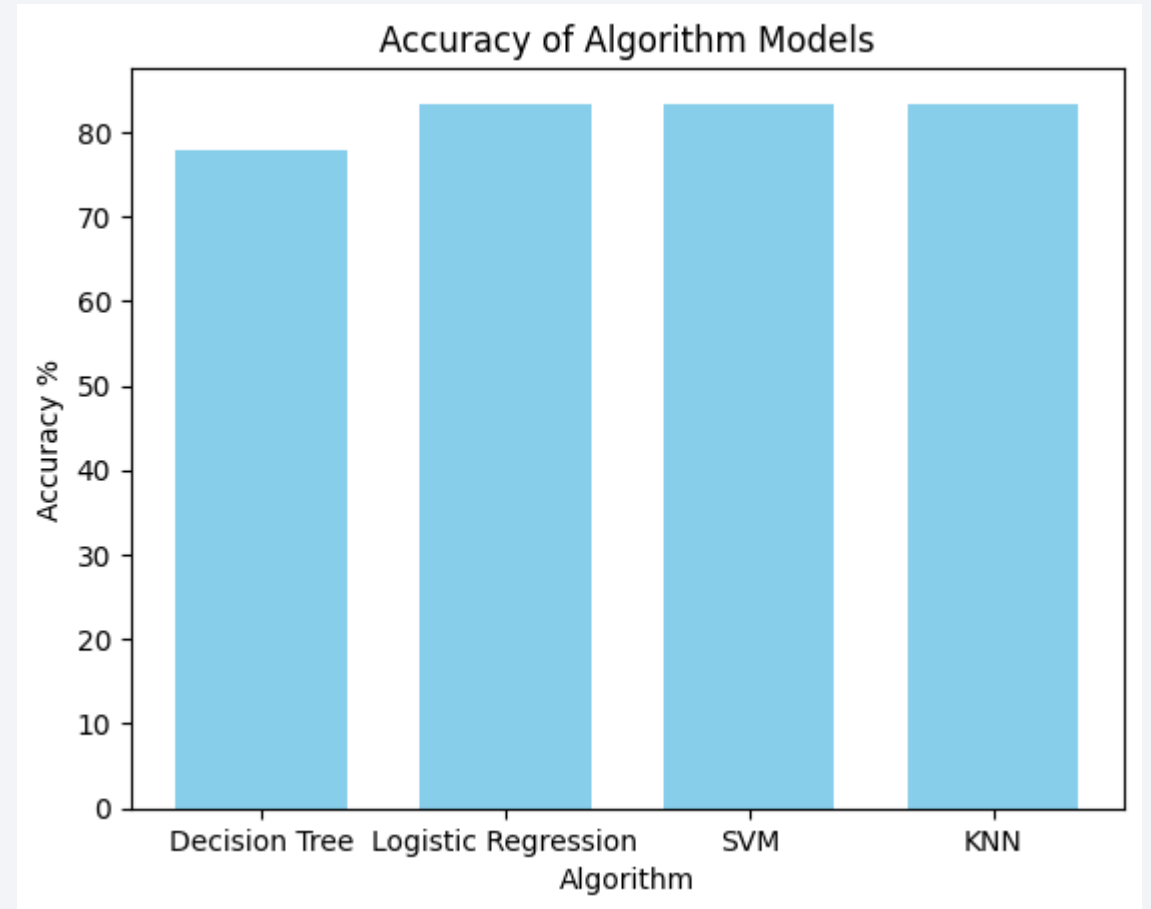 Accuracy of Algorithm Models
Accuracy %
80
70
60
50
40
30
20
10
0
Decision Tree Logistic Regression SVM KNN
Algorithm